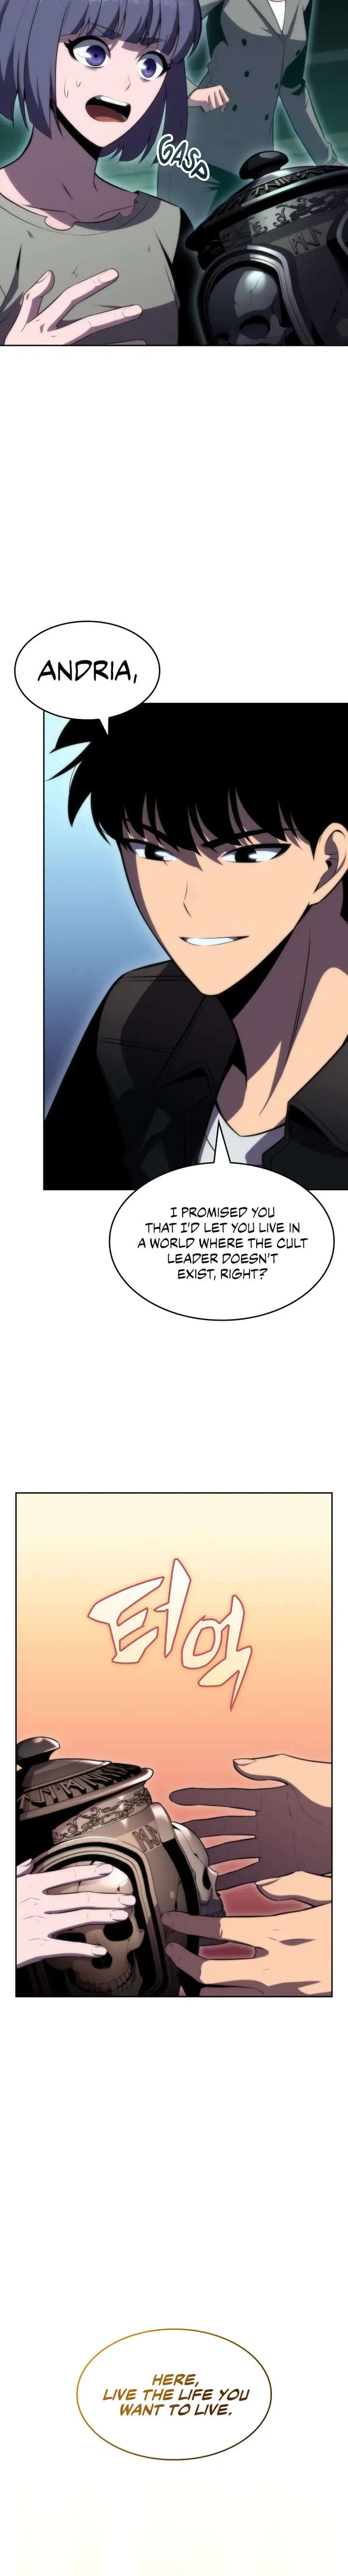 GASP
ANDRIA,
I PROMISED YOU
THAT I'D LET YOU LIVE IN
A WORLD WHERE THE CULT
LEADER DOESN'T
EXIST, RIGHT?
터억
HERE,
LIVE THE LIFE YOU
WANT TO LIVE.